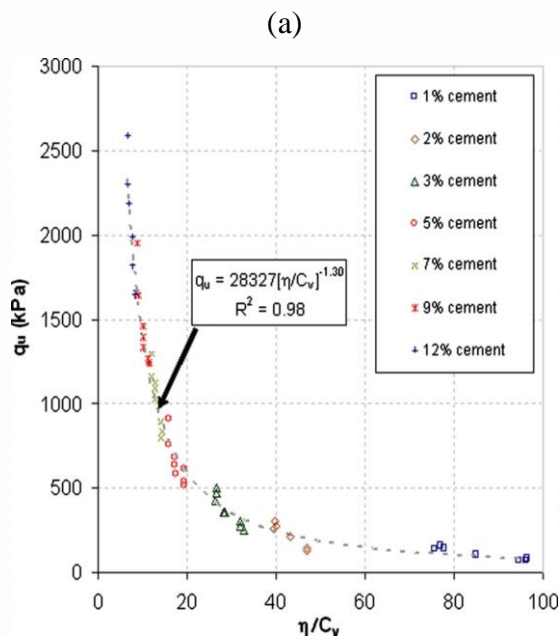 (a)
3000
2500
2000
1500
1000
500
0
qu (kPa)
1% cement
2% cement
3% cement
5% cement
7% cement
9% cement
12% cement
qu = 28327[η/Cv]^-1.30
R² = 0.98
0 20 40 60 80 100
η/Cv